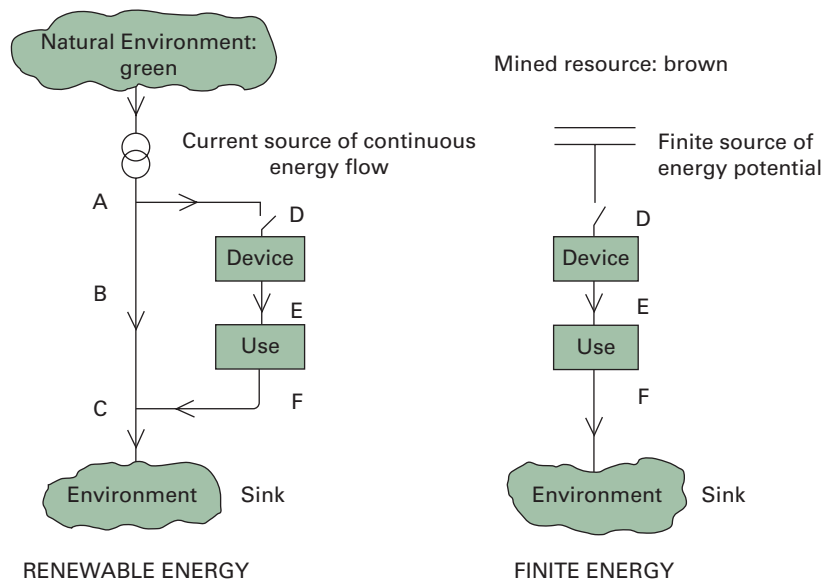 Natural Environment:
green
Current source of continuous
energy flow
A
D
Device
B
E
Use
C
F
Environment
Sink
RENEWABLE ENERGY
Mined resource: brown
Finite source of
energy potential
D
Device
E
Use
F
Environment
Sink
FINITE ENERGY